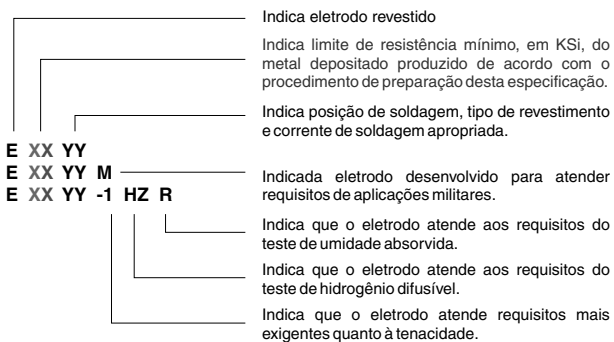 Indica eletrodo revestido
Indica limite de resistência mínimo, em KSi, do
metal depositado produzido de acordo com o
procedimento de preparação desta especificação.
Indica posição de soldagem, tipo de revestimento
e corrente de soldagem apropriada.
E XX YY
E XX YY M
E XX YY -1 HZ R
Indicada eletrodo desenvolvido para atender
requisitos de aplicações militares.
Indica que o eletrodo atende aos requisitos do
teste de umidade absorvida.
Indica que o eletrodo atende aos requisitos do
teste de hidrogênio difusível.
Indica que o eletrodo atende requisitos mais
exigentes quanto à tenacidade.